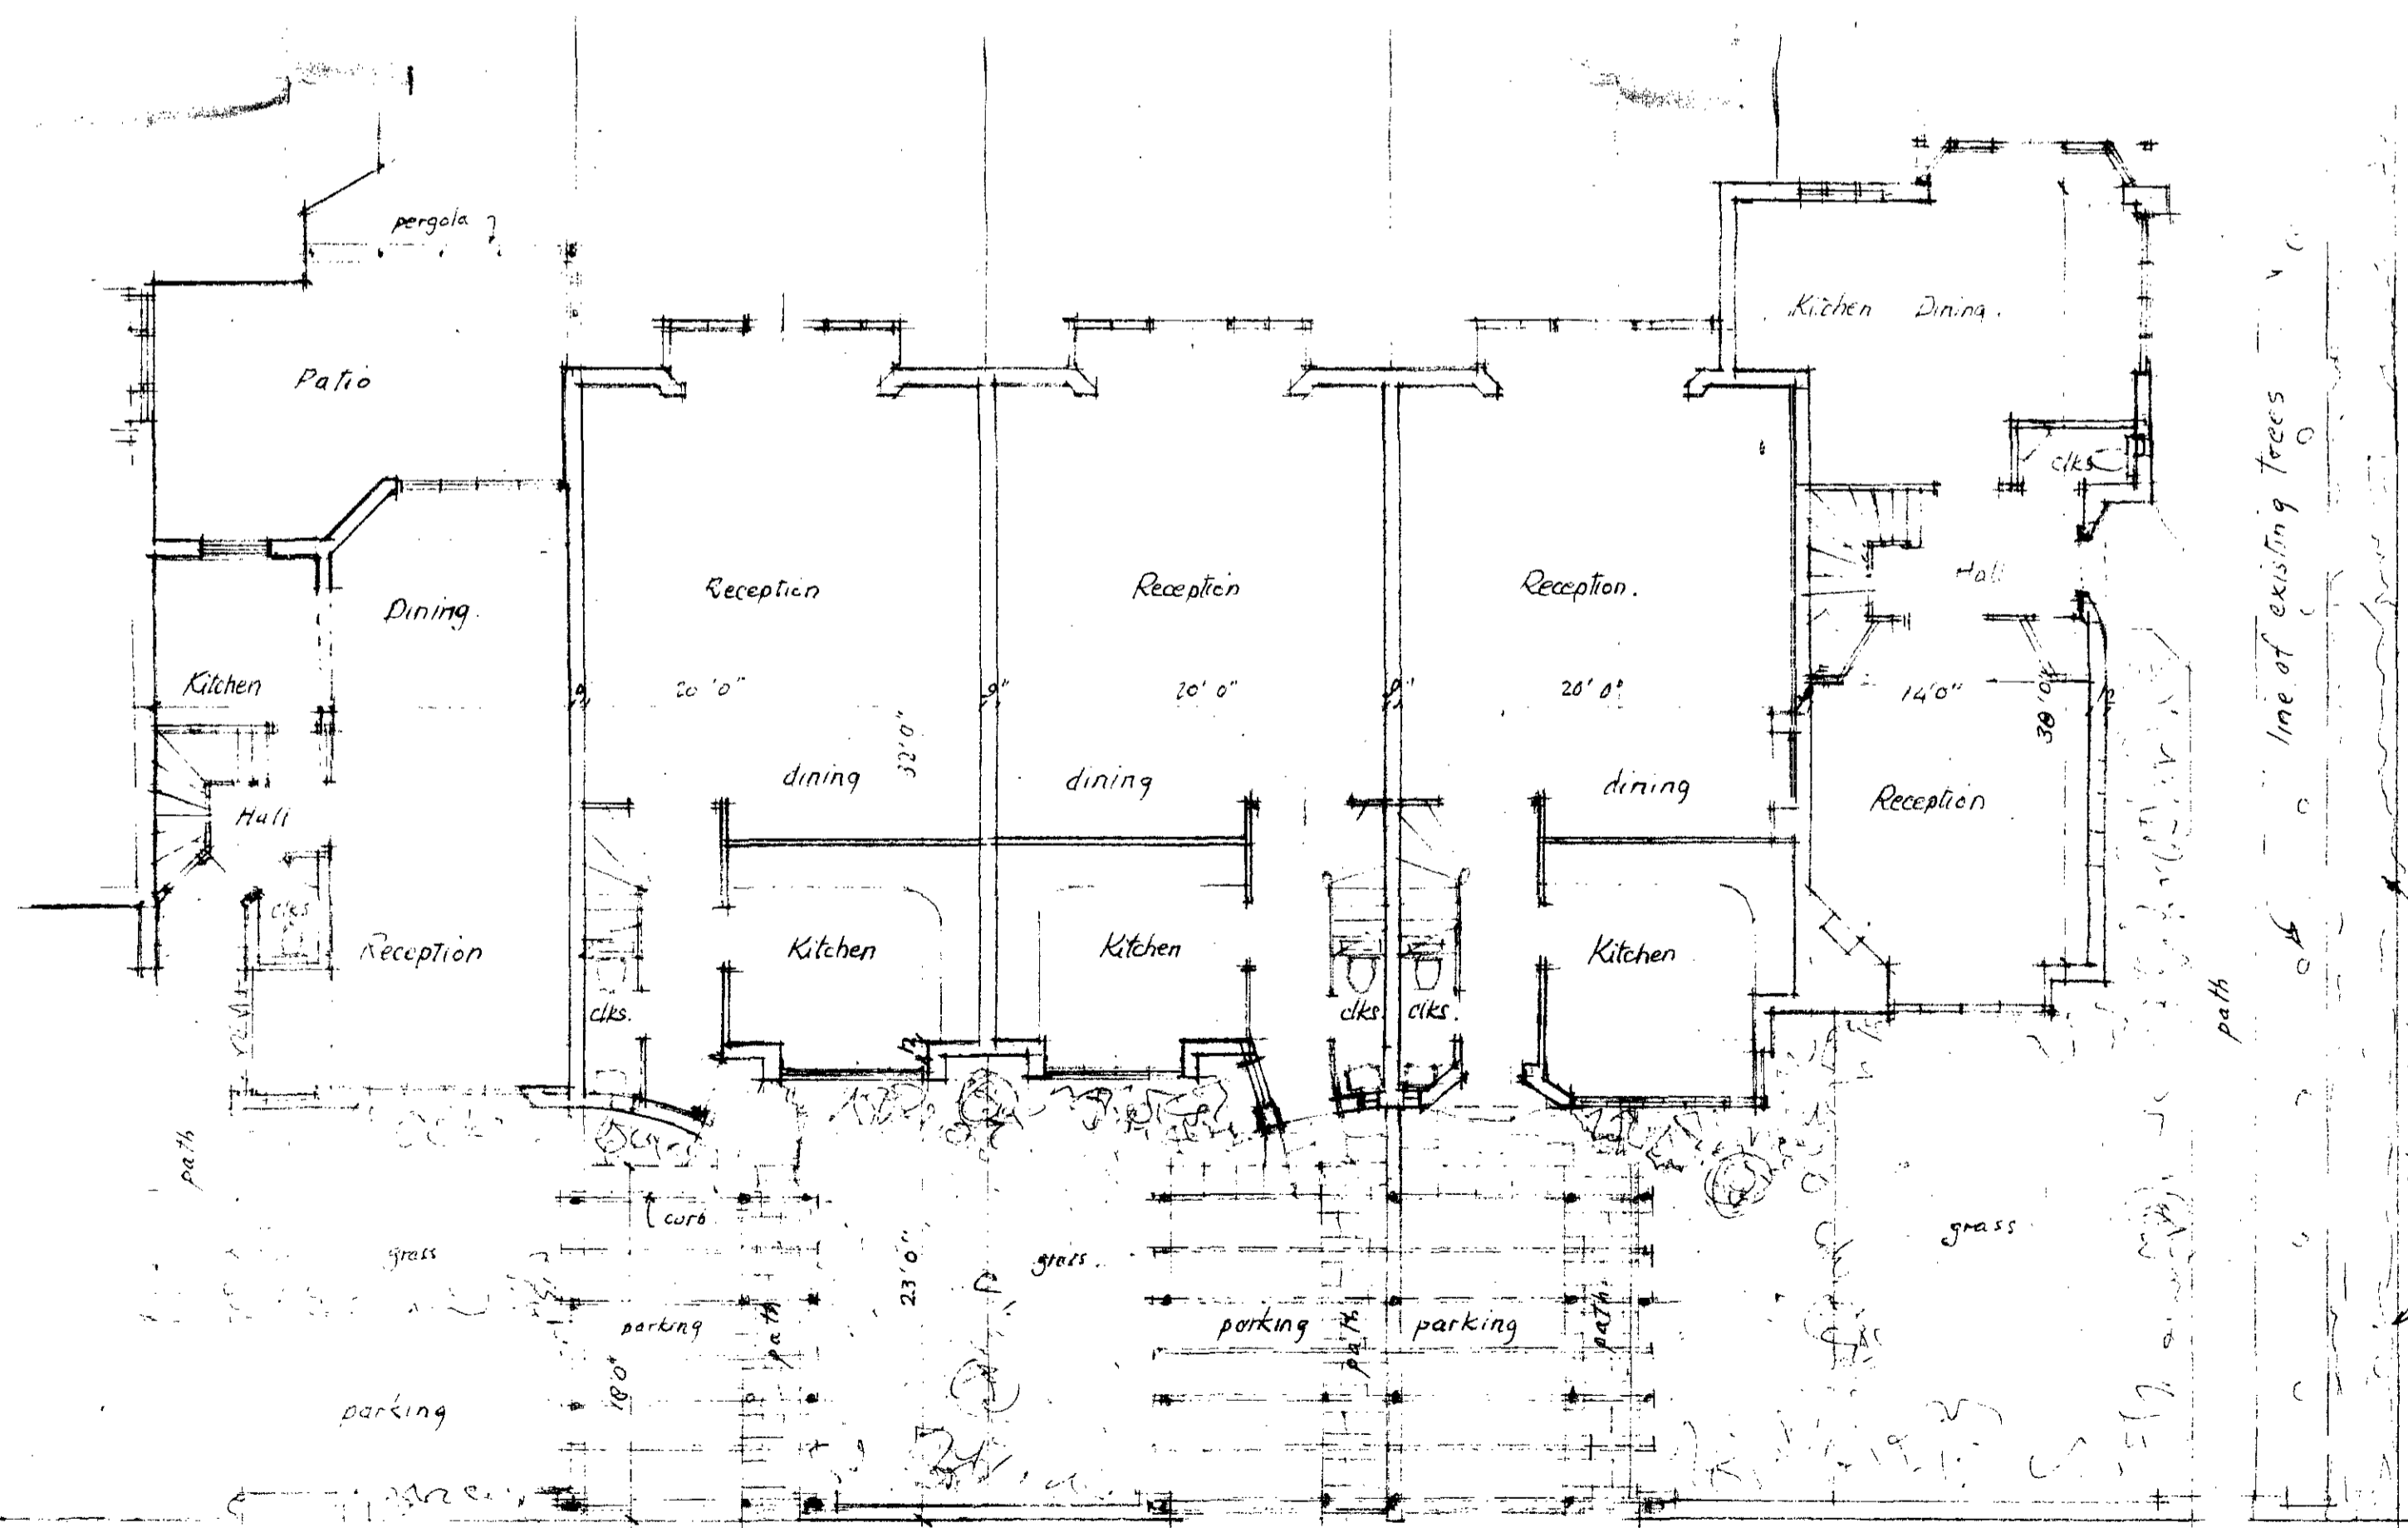 pergola
Kitchen Dining.
Patio
clks
line of existing trees
Hall
Dining.
Reception
Reception
Reception.
Kitchen
20'0"
9"
20'0"
9"
20'0"
14'0"
30'0"
32'0"
dining
dining
dining
Reception
Hall
clks
Reception
Kitchen
Kitchen
Kitchen
clks.
clks.
clks.
path
path
curb
grass
23'0"
grass.
grass
parking
path
parking
path
parking
path
18'0"
parking